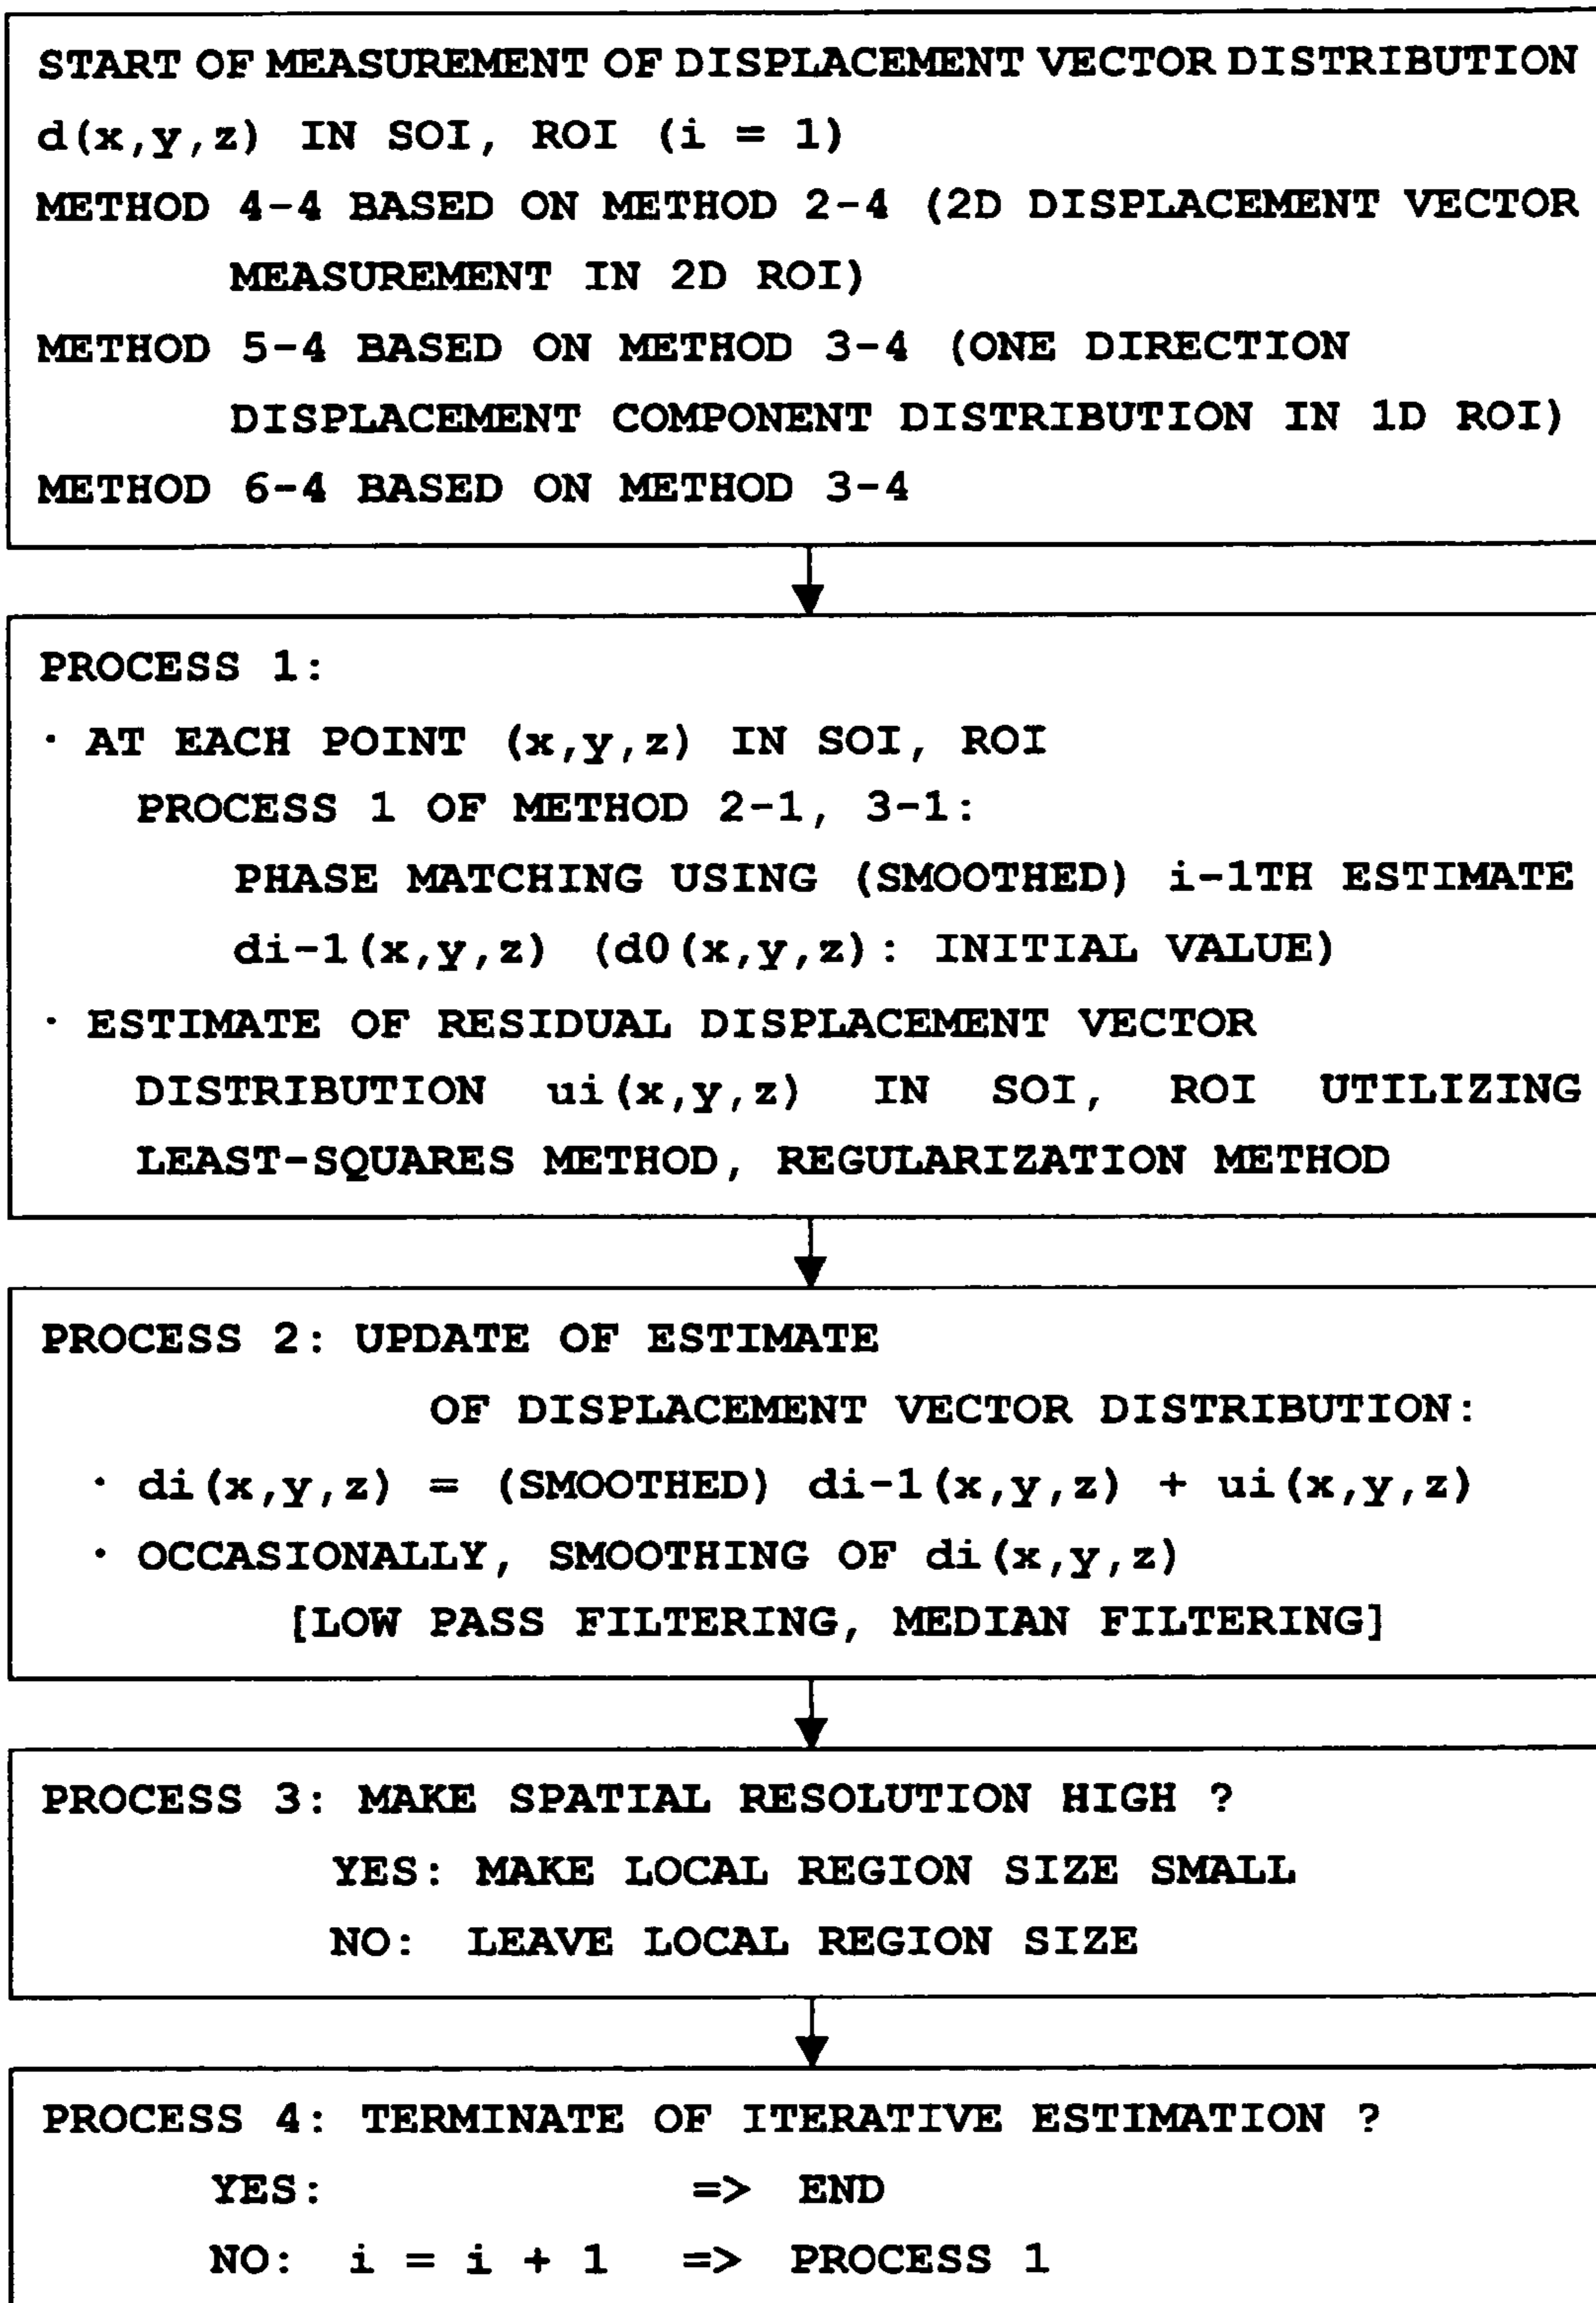 START OF MEASUREMENT OF DISPLACEMENT VECTOR DISTRIBUTION
d(x,y,z) IN SOI, ROI (i = 1)
METHOD 4-4 BASED ON METHOD 2-4 (2D DISPLACEMENT VECTOR
MEASUREMENT IN 2D ROI)
METHOD 5-4 BASED ON METHOD 3-4 (ONE DIRECTION
DISPLACEMENT COMPONENT DISTRIBUTION IN 1D ROI)
METHOD 6-4 BASED ON METHOD 3-4
PROCESS 1:
· AT EACH POINT (x,y,z) IN SOI, ROI
PROCESS 1 OF METHOD 2-1, 3-1:
PHASE MATCHING USING (SMOOTHED) i-1TH ESTIMATE
di-1(x,y,z) (d0(x,y,z): INITIAL VALUE)
· ESTIMATE OF RESIDUAL DISPLACEMENT VECTOR
DISTRIBUTION ui(x,y,z) IN SOI, ROI UTILIZING
LEAST-SQUARES METHOD, REGULARIZATION METHOD
PROCESS 2: UPDATE OF ESTIMATE
OF DISPLACEMENT VECTOR DISTRIBUTION:
· di(x,y,z) = (SMOOTHED) di-1(x,y,z) + ui(x,y,z)
· OCCASIONALLY, SMOOTHING OF di(x,y,z)
[LOW PASS FILTERING, MEDIAN FILTERING]
PROCESS 3: MAKE SPATIAL RESOLUTION HIGH ?
YES: MAKE LOCAL REGION SIZE SMALL
NO: LEAVE LOCAL REGION SIZE
PROCESS 4: TERMINATE OF ITERATIVE ESTIMATION ?
YES: => END
NO: i = i + 1 => PROCESS 1